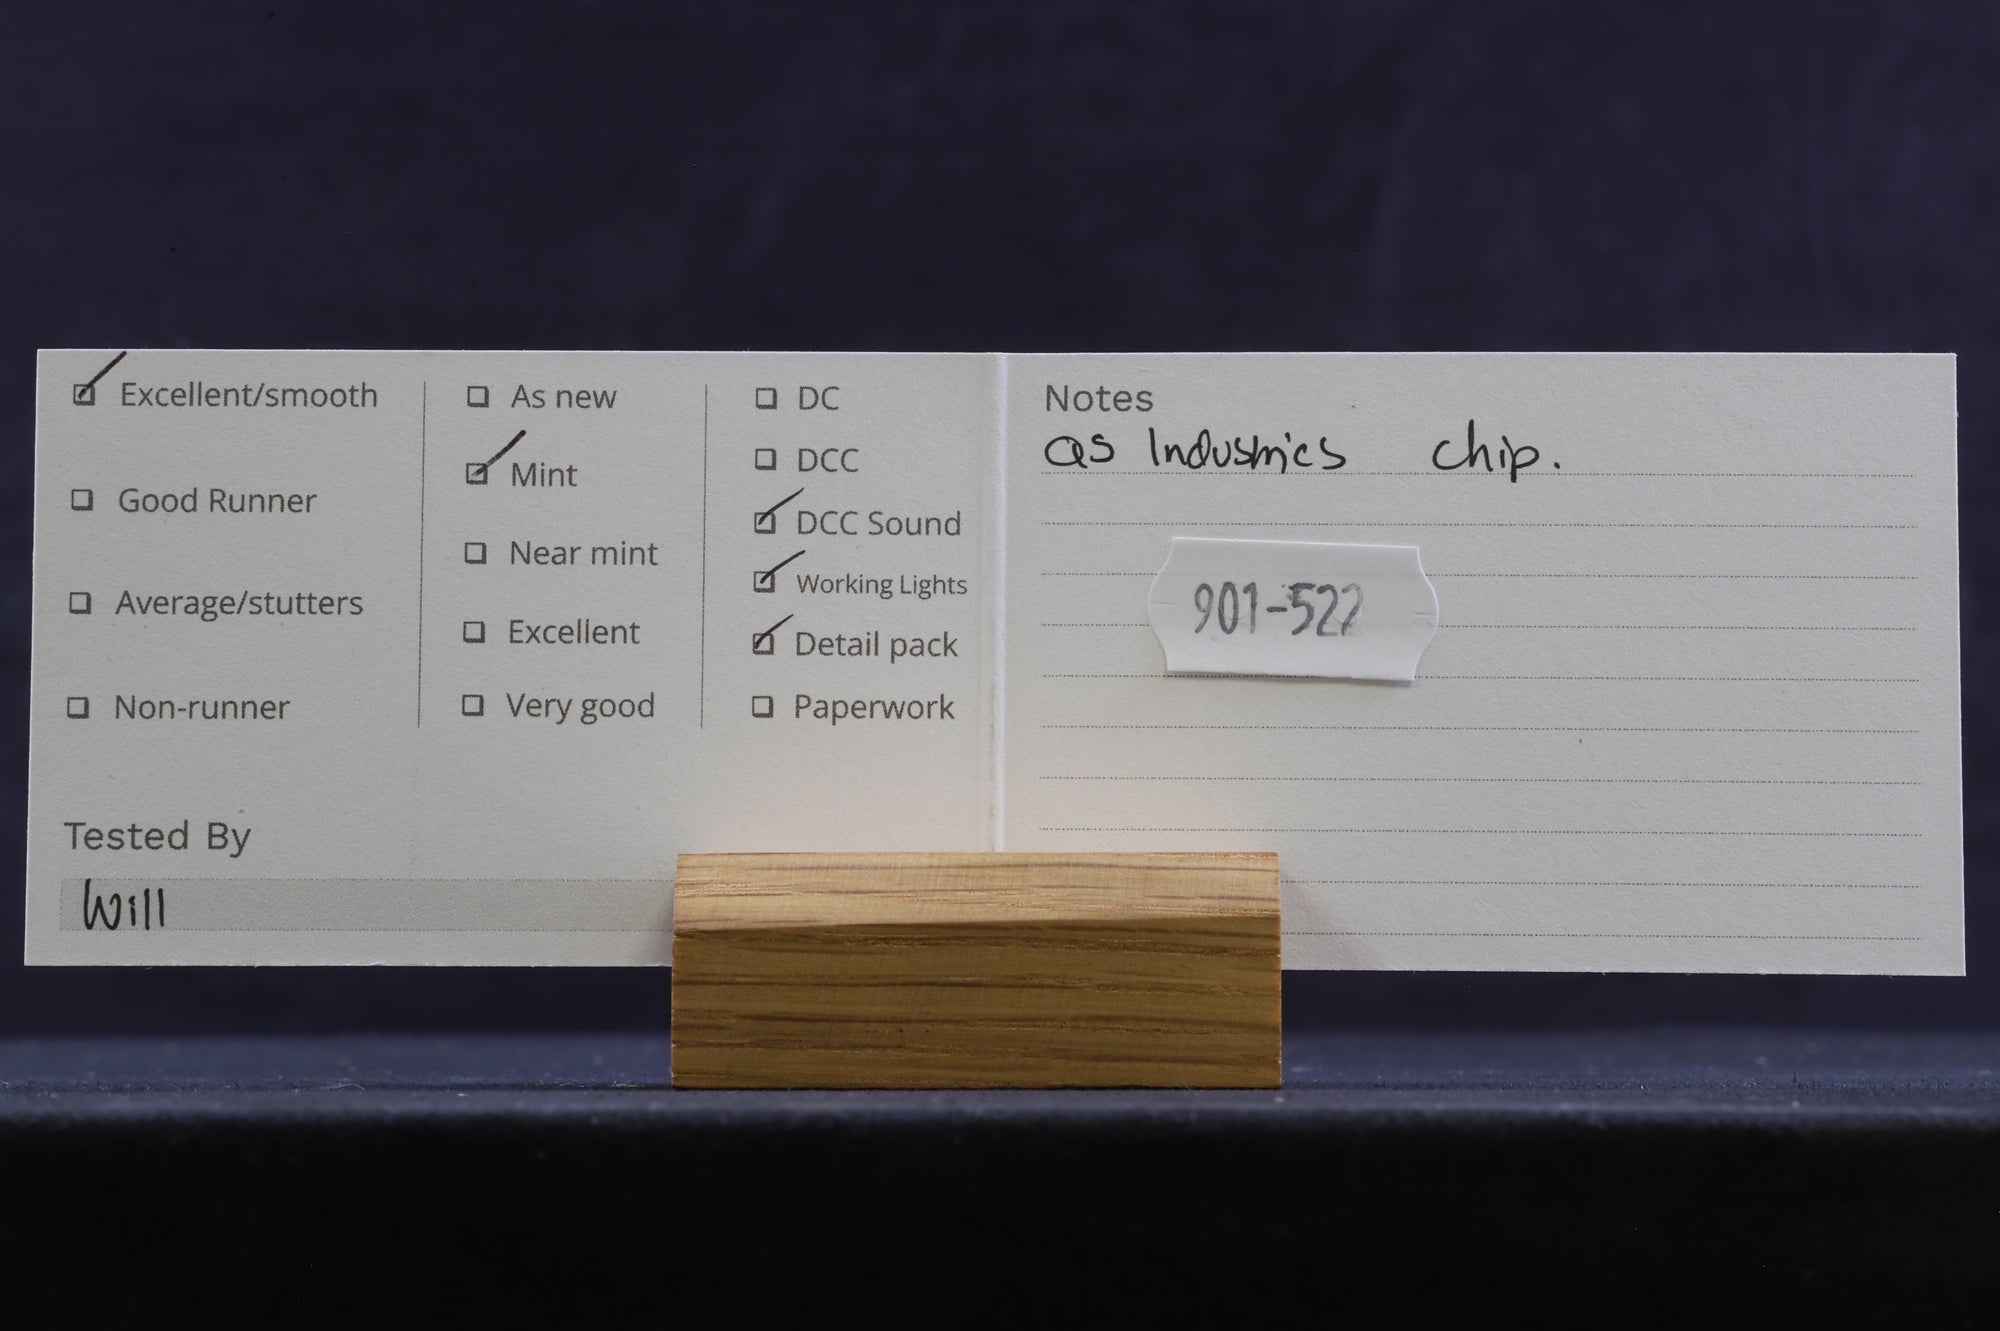 Excellent/smooth
Good Runner
Average/stutters
Non-runner
As new
Mint
Near mint
Excellent
Very good
DC
DCC
DCC Sound
Working Lights
Detail pack
Paperwork
Tested By
Will
Notes
QS Industries chip.
901-522